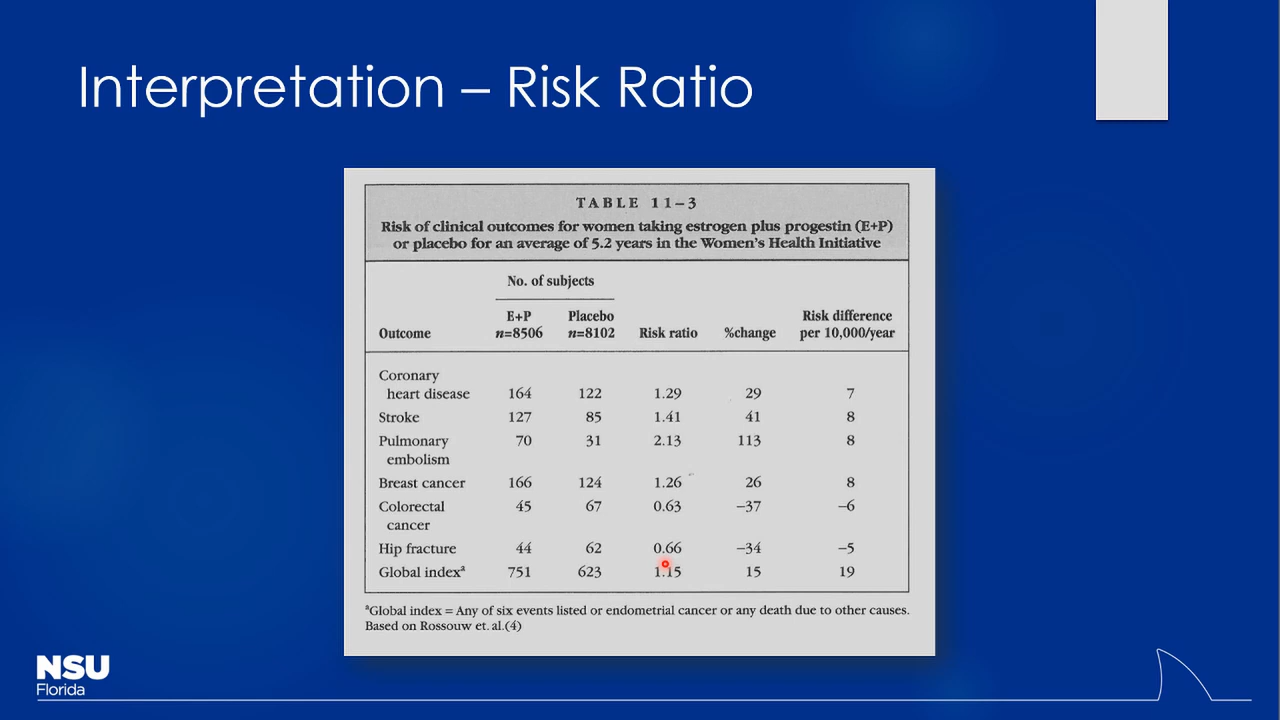 Interpretation – Risk Ratio
TABLE 11–3
Risk of clinical outcomes for women taking estrogen plus progestin (E+P)
or placebo for an average of 5.2 years in the Women's Health Initiative
No. of subjects
E+P Placebo Risk difference
Outcome n=8506 n=8102 Risk ratio %change per 10,000/year
Coronary
heart disease 164 122 1.29 29 7
Stroke 127 85 1.41 41 8
Pulmonary 70 31 2.13 113 8
embolism
Breast cancer 166 124 1.26 26 8
Colorectal 45 67 0.63 –37 –6
cancer
Hip fracture 44 62 0.66 –34 –5
Global indexª 751 623 1.15 15 19
ªGlobal index = Any of six events listed or endometrial cancer or any death due to other causes.
Based on Rossouw et. al.(4)
NSU
Florida